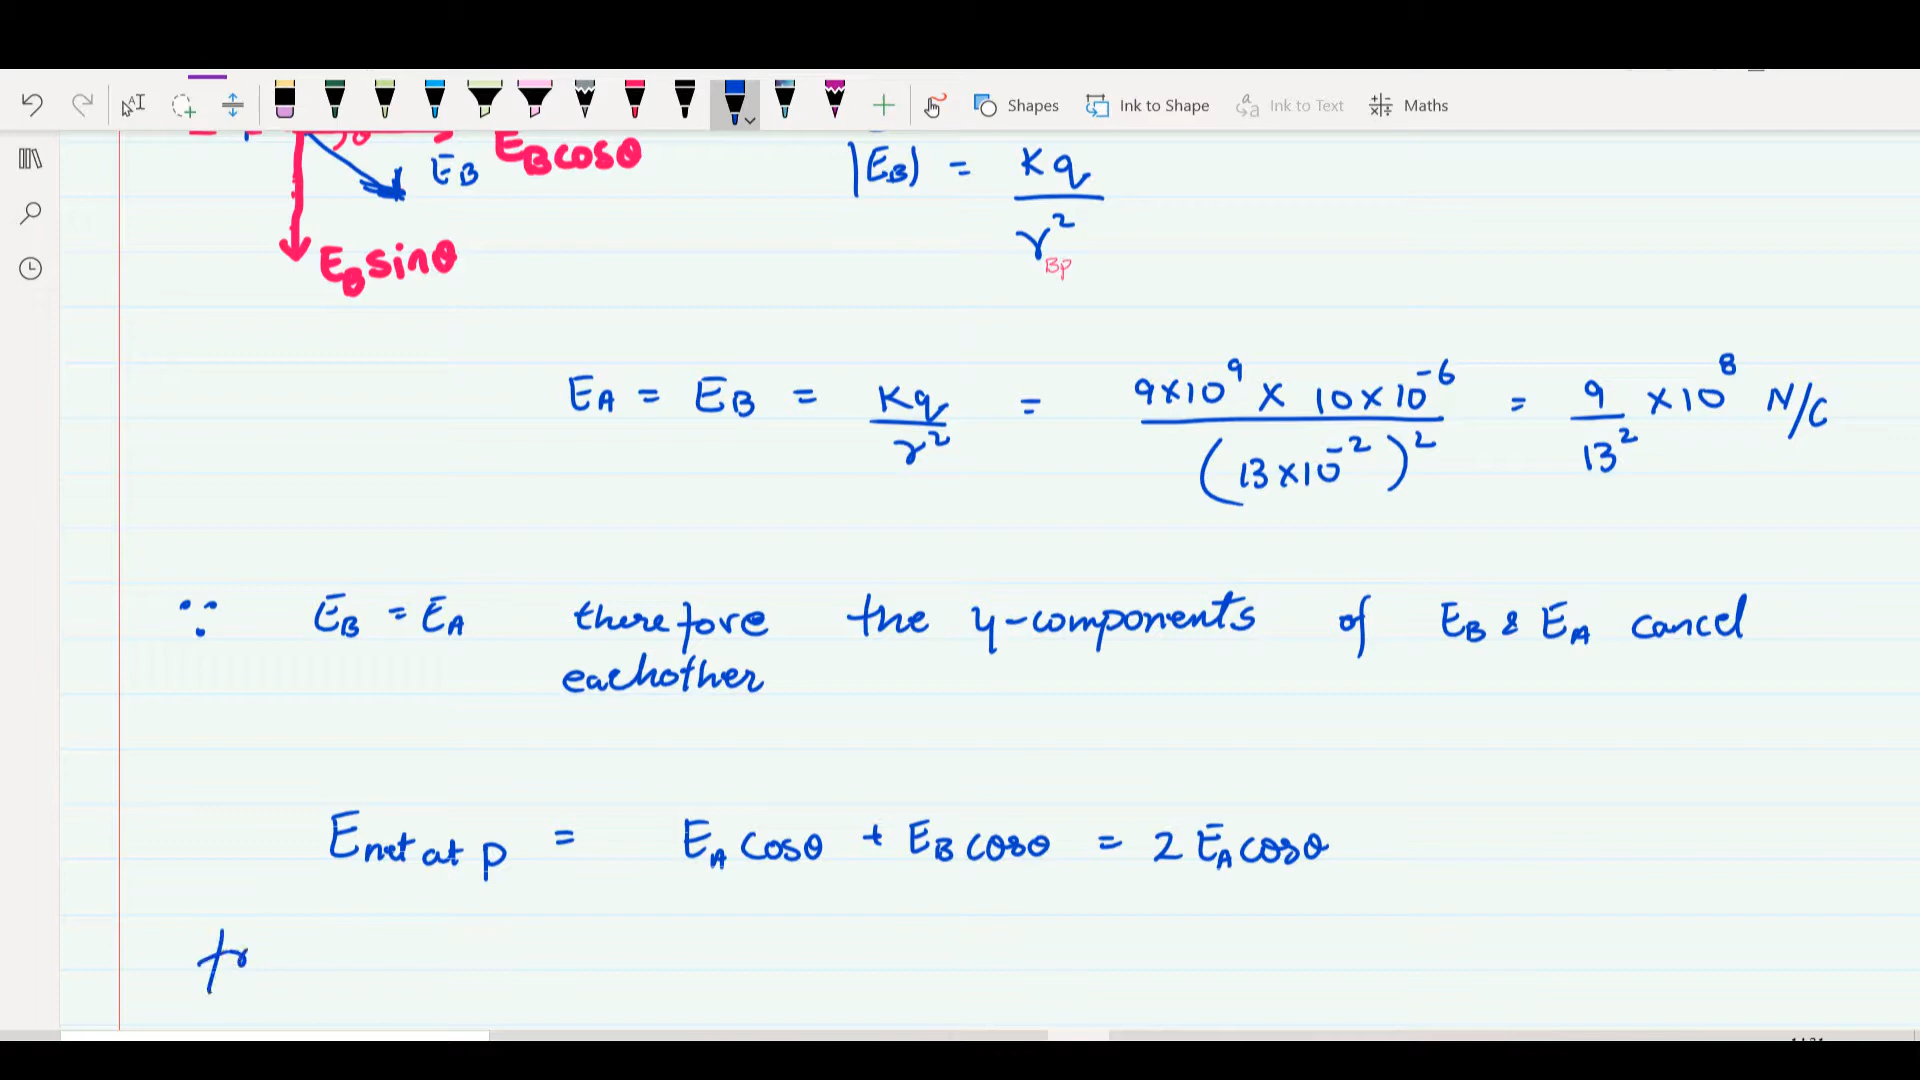 Shapes Ink to Shape Ink to Text Maths
θ E_B E_B cosθ |E_B| = Kq / r²_BP
E_B sinθ
E_A = E_B = Kq / r² = 9×10⁹ × 10×10⁻⁶ / (13×10⁻²)² = 9 / 13² ×10⁸ N/C
∵ E_B = E_A therefore the y-components of E_B & E_A cancel
eachother
E_net at p = E_A cosθ + E_B cosθ = 2 E_A cosθ
fr